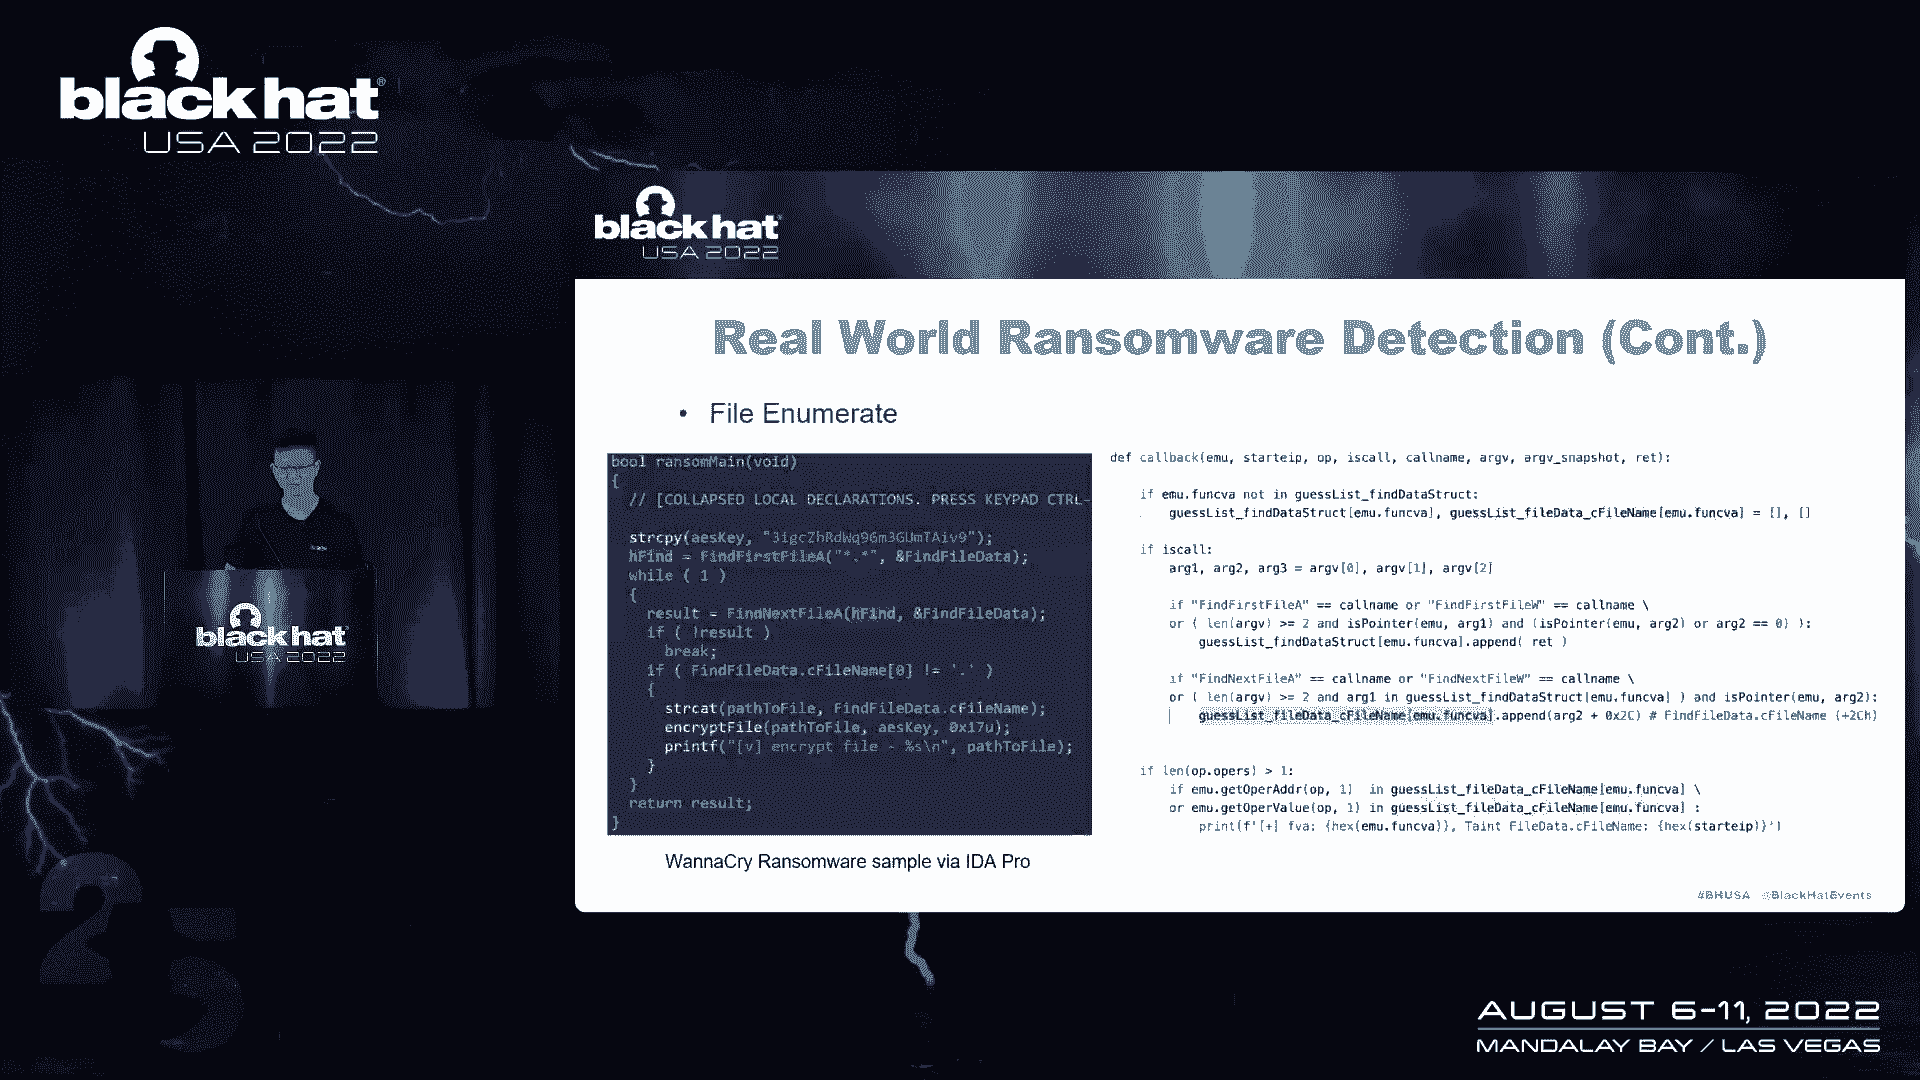 black hat®
USA 2022
black hat
USA 2022
Real World Ransomware Detection (Cont.)
• File Enumerate
bool ransomMain(void)
{
// [COLLAPSED LOCAL DECLARATIONS. PRESS KEYPAD CTRL-
strcpy(aesKey, "3igcZhRdWq96m3GUmTAiv9");
hFind = FindFirstFileA("*.*", &FindFileData);
while ( 1 )
{
result = FindNextFileA(hFind, &FindFileData);
if ( !result )
break;
if ( FindFileData.cFileName[0] != '.' )
{
strcat(pathToFile, FindFileData.cFileName);
encryptFile(pathToFile, aesKey, 0x17u);
printf("[v] encrypt file - %s\n", pathToFile);
}
}
return result;
}
WannaCry Ransomware sample via IDA Pro
def callback(emu, starteip, op, iscall, callname, argv, argv_snapshot, ret):
if emu.funcva not in guessList_findDataStruct:
guessList_findDataStruct[emu.funcva], guessList_fileData_cFileName[emu.funcva] = [], []
if iscall:
arg1, arg2, arg3 = argv[0], argv[1], argv[2]
if "FindFirstFileA" == callname or "FindFirstFileW" == callname \
or ( len(argv) >= 2 and isPointer(emu, arg1) and (isPointer(emu, arg2) or arg2 == 0) ):
guessList_findDataStruct[emu.funcva].append( ret )
if "FindNextFileA" == callname or "FindNextFileW" == callname \
or ( len(argv) >= 2 and arg1 in guessList_findDataStruct[emu.funcva] ) and isPointer(emu, arg2):
guessList_fileData_cFileName[emu.funcva].append(arg2 + 0x2C) # FindFileData.cFileName (+2Ch)
if len(op.opers) > 1:
if emu.getOperAddr(op, 1) in guessList_fileData_cFileName[emu.funcva] \
or emu.getOperValue(op, 1) in guessList_fileData_cFileName[emu.funcva] :
print(f'[+] fva: {hex(emu.funcva)}, Taint FileData.cFileName: {hex(starteip)}')
#BHUSA @BlackHatEvents
black hat
USA 2022
25
AUGUST 6-11, 2022
MANDALAY BAY / LAS VEGAS